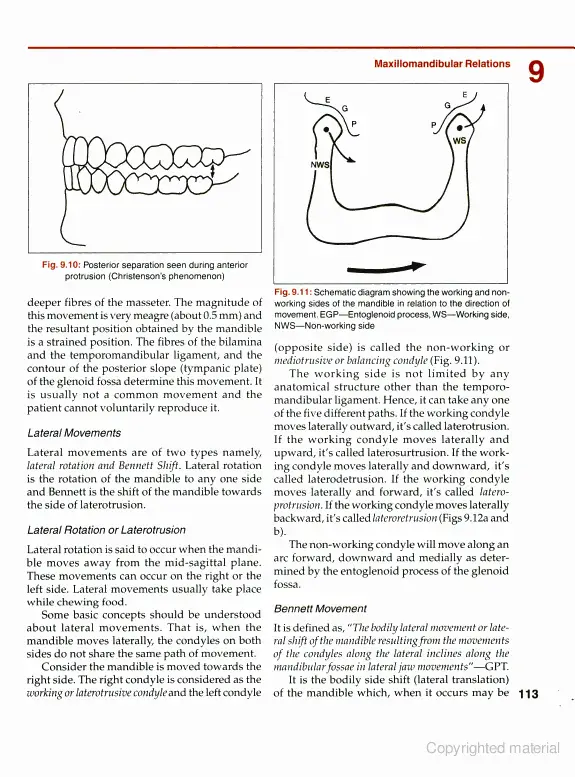 Maxillomandibular Relations 9
Fig. 9.10: Posterior separation seen during anterior
protrusion (Christenson's phenomenon)
deeper fibres of the masseter. The magnitude of
this movement is very meagre (about 0.5 mm) and
the resultant position obtained by the mandible
is a strained position. The fibres of the bilamina
and the temporomandibular ligament, and the
contour of the posterior slope (tympanic plate)
of the glenoid fossa determine this movement. It
is usually not a common movement and the
patient cannot voluntarily reproduce it.
Lateral Movements
Lateral movements are of two types namely,
lateral rotation and Bennett Shift. Lateral rotation
is the rotation of the mandible to any one side
and Bennett is the shift of the mandible towards
the side of laterotrusion.
Lateral Rotation or Laterotrusion
Lateral rotation is said to occur when the mandi-
ble moves away from the mid-sagittal plane.
These movements can occur on the right or the
left side. Lateral movements usually take place
while chewing food.
Some basic concepts should be understood
about lateral movements. That is, when the
mandible moves laterally, the condyles on both
sides do not share the same path of movement.
Consider the mandible is moved towards the
right side. The right condyle is considered as the
working or laterotrusive condyle and the left condyle
E
G
P
NWS
E
G
P
WS
Fig. 9.11: Schematic diagram showing the working and non-
working sides of the mandible in relation to the direction of
movement. EGP—Entoglenoid process, WS—Working side,
NWS—Non-working side
(opposite side) is called the non-working or
mediotrusive or balancing condyle (Fig. 9.11).
The working side is not limited by any
anatomical structure other than the temporo-
mandibular ligament. Hence, it can take any one
of the five different paths. If the working condyle
moves laterally outward, it's called laterotrusion.
If the working condyle moves laterally and
upward, it's called laterosurtrusion. If the work-
ing condyle moves laterally and downward, it's
called laterodetrusion. If the working condyle
moves laterally and forward, it's called latero-
protrusion. If the working condyle moves laterally
backward, it's called lateroretrusion (Figs 9.12a and
b).
The non-working condyle will move along an
arc forward, downward and medially as deter-
mined by the entoglenoid process of the glenoid
fossa.
Bennett Movement
It is defined as, "The bodily lateral movement or late-
ral shift of the mandible resulting from the movements
of the condyles along the lateral inclines along the
mandibular fossae in lateral jaw movements"—GPT.
It is the bodily side shift (lateral translation)
of the mandible which, when it occurs may be 113
Copyrighted material